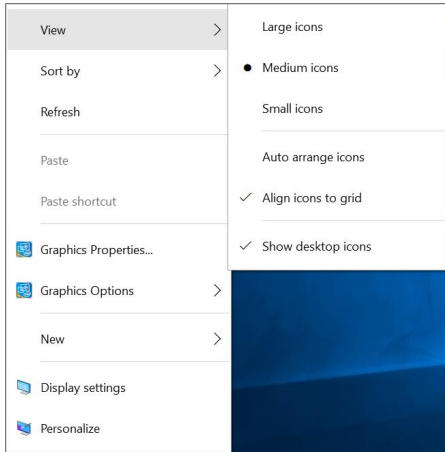 View
Sort by
Refresh
Paste
Paste shortcut
Graphics Properties...
Graphics Options
New
Display settings
Personalize
Large icons
Medium icons
Small icons
Auto arrange icons
Align icons to grid
Show desktop icons